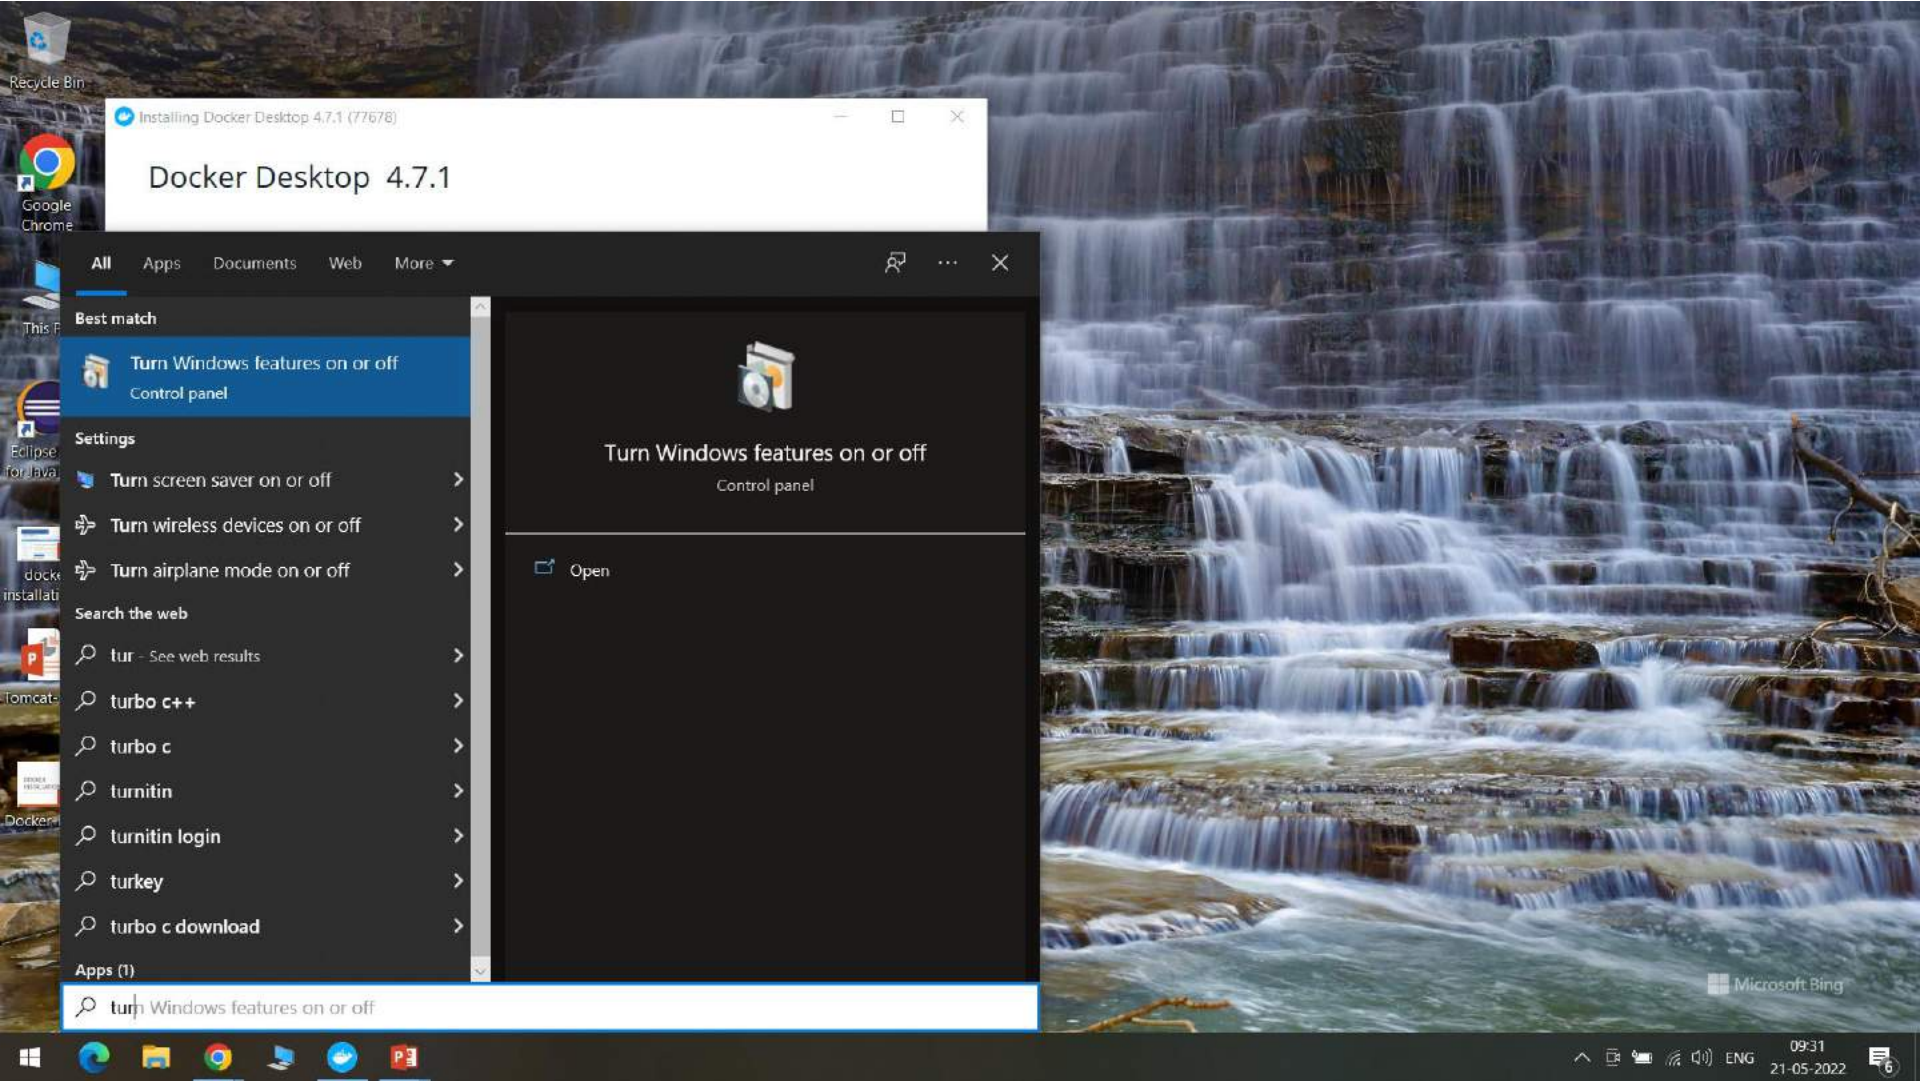 Recycle Bin
Installing Docker Desktop 4.7.1 (77678)
Docker Desktop 4.7.1
Google
Chrome
This P
Eclipse
for Java
docke
installati
Tomcat-
Docker-
All Apps Documents Web More
Best match
Turn Windows features on or off
Control panel
Settings
Turn screen saver on or off
Turn wireless devices on or off
Turn airplane mode on or off
Search the web
tur - See web results
turbo c++
turbo c
turnitin
turnitin login
turkey
turbo c download
Apps (1)
turn Windows features on or off
Turn Windows features on or off
Control panel
Open
Microsoft Bing
ENG
09:31
21-05-2022
6